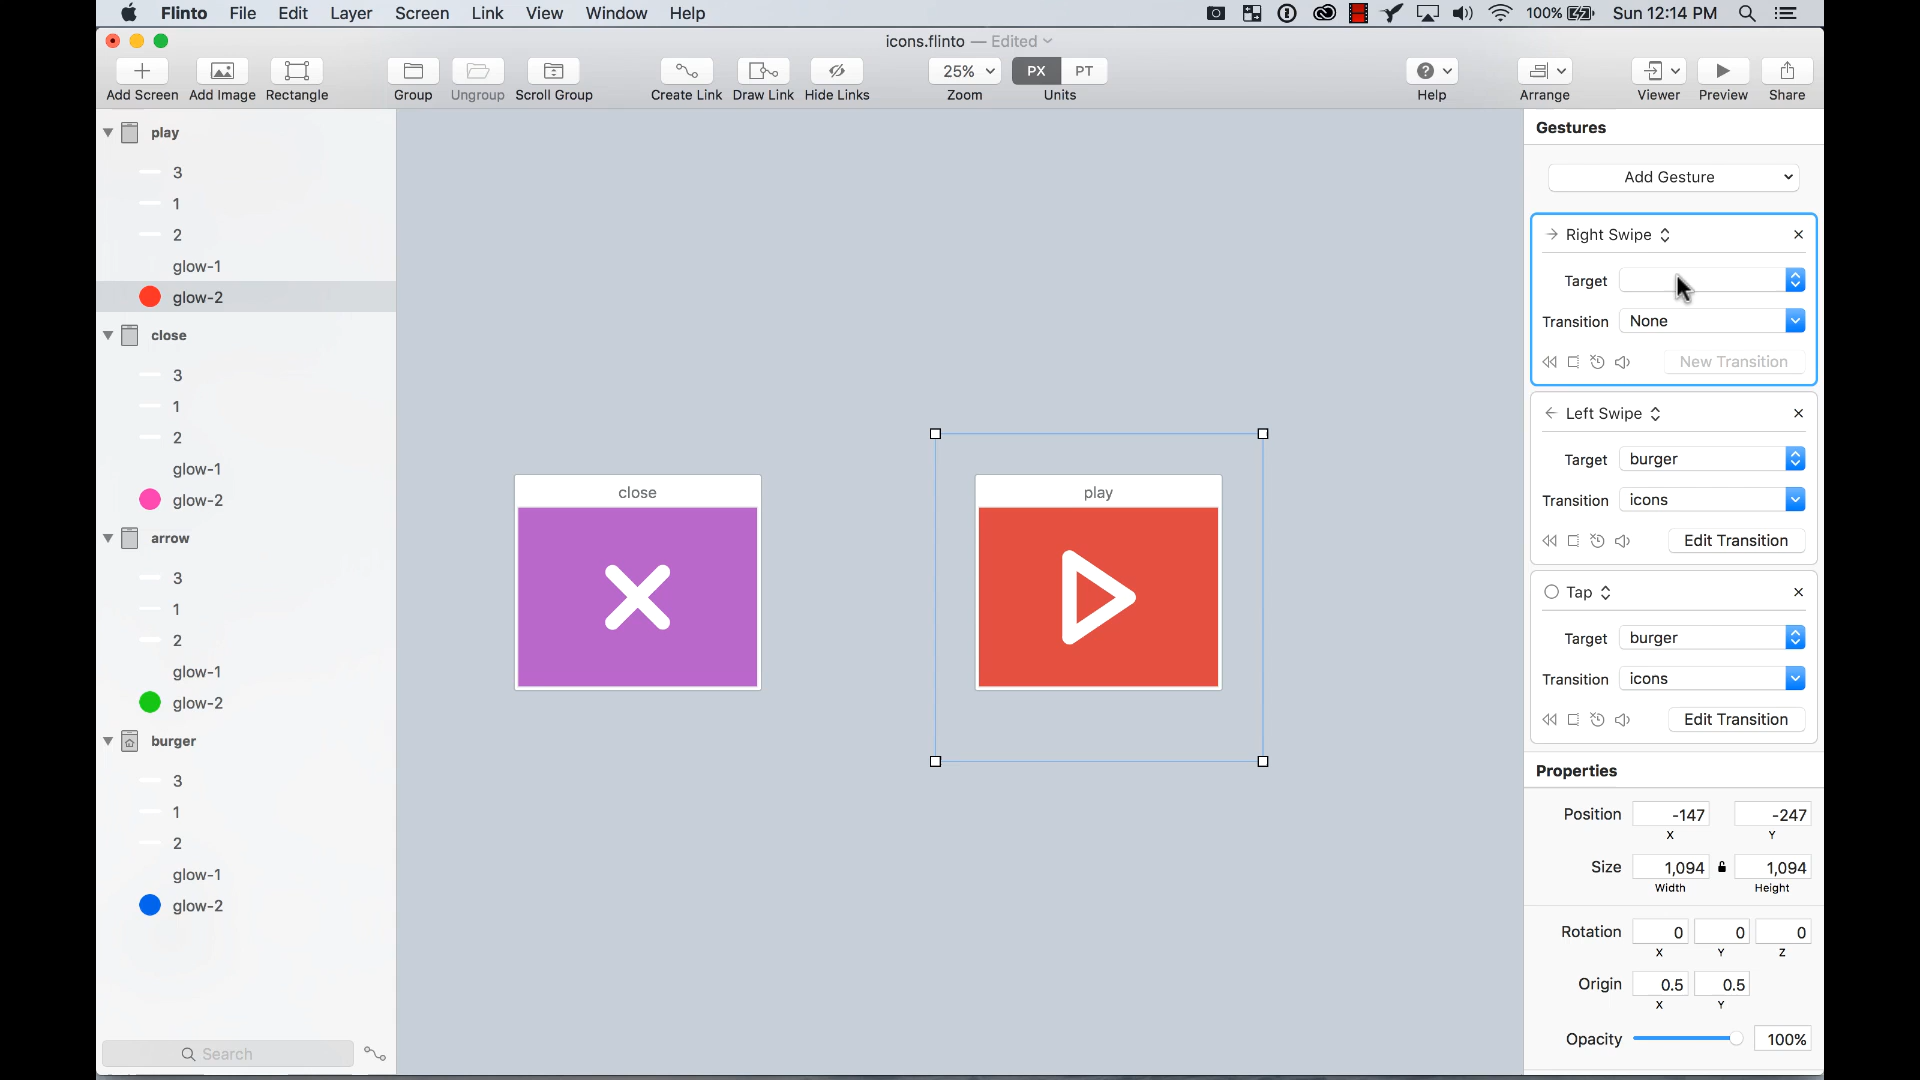 Flinto File Edit Layer Screen Link View Window Help 100% Sun 12:14 PM
icons.flinto — Edited
Add Screen Add Image Rectangle Group Ungroup Scroll Group Create Link Draw Link Hide Links 25% Zoom PX PT Units Help Arrange Viewer Preview Share
play
3
1
2
glow-1
glow-2
close
3
1
2
glow-1
glow-2
arrow
3
1
2
glow-1
glow-2
burger
3
1
2
glow-1
glow-2
Search
close
play
Gestures
Add Gesture
Right Swipe
Target
Transition None
New Transition
Left Swipe
Target burger
Transition icons
Edit Transition
Tap
Target burger
Transition icons
Edit Transition
Properties
Position -147 -247
X Y
Size 1,094 1,094
Width Height
Rotation 0 0 0
X Y Z
Origin 0.5 0.5
X Y
Opacity 100%